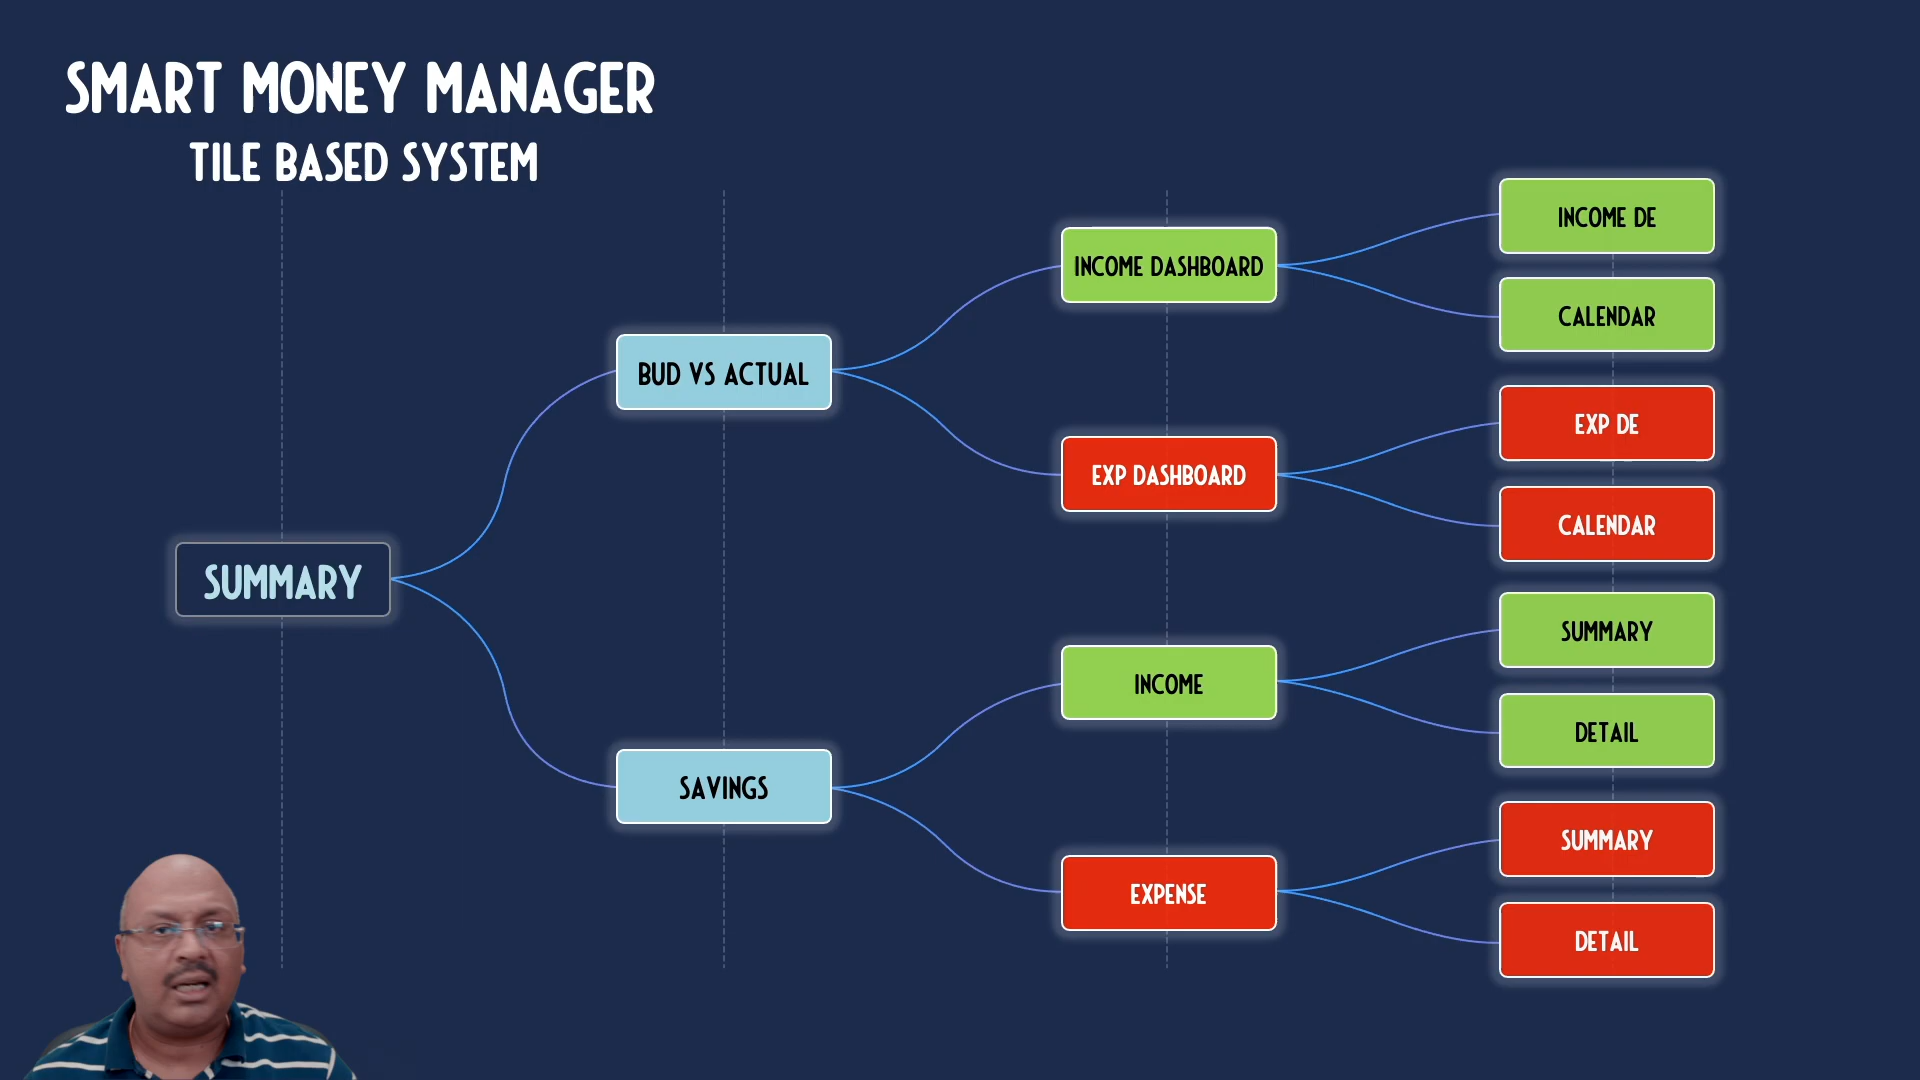 SMART MONEY MANAGER
TILE BASED SYSTEM
SUMMARY
BUD VS ACTUAL
SAVINGS
INCOME DASHBOARD
EXP DASHBOARD
INCOME
EXPENSE
INCOME DE
CALENDAR
EXP DE
CALENDAR
SUMMARY
DETAIL
SUMMARY
DETAIL